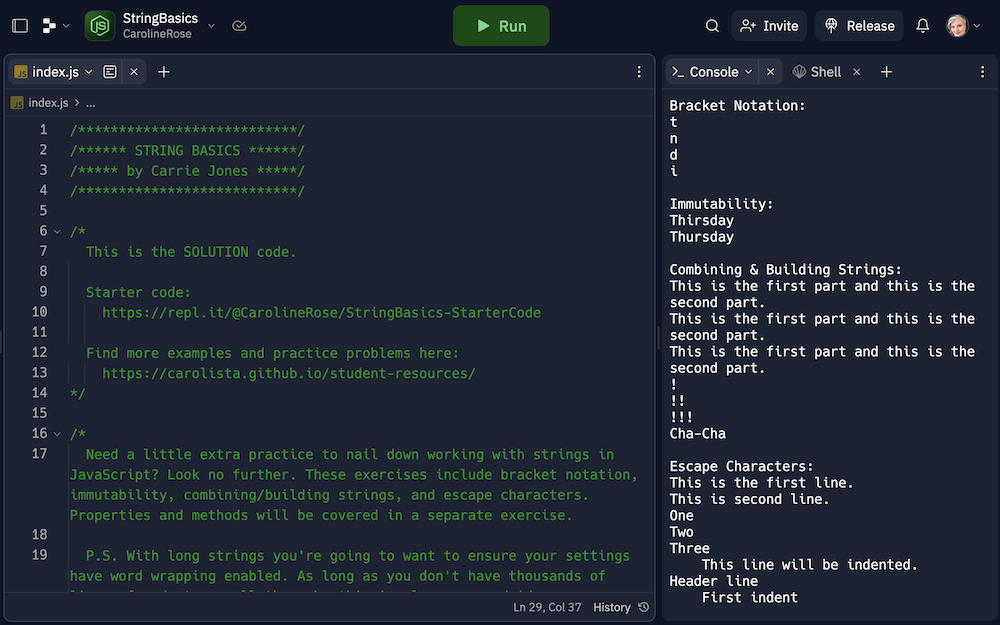 StringBasics
CarolineRose
Run
Invite
Release
JS index.js
JS index.js > ...
1 /***************************/
2 /****** STRING BASICS ******/
3 /***** by Carrie Jones *****/
4 /***************************/
5
6 /*
7 This is the SOLUTION code.
8
9 Starter code:
10 https://repl.it/@CarolineRose/StringBasics-StarterCode
11
12 Find more examples and practice problems here:
13 https://carolista.github.io/student-resources/
14 */
15
16 /*
17 Need a little extra practice to nail down working with strings in
JavaScript? Look no further. These exercises include bracket notation,
immutability, combining/building strings, and escape characters.
Properties and methods will be covered in a separate exercise.
18
19 P.S. With long strings you're going to want to ensure your settings
have word wrapping enabled. As long as you don't have thousands of
Ln 29, Col 37 History
Console
Shell
Bracket Notation:
t
n
d
i
Immutability:
Thirsday
Thursday
Combining & Building Strings:
This is the first part and this is the
second part.
This is the first part and this is the
second part.
This is the first part and this is the
second part.
!
!!
!!!
Cha-Cha
Escape Characters:
This is the first line.
This is second line.
One
Two
Three
This line will be indented.
Header line
First indent